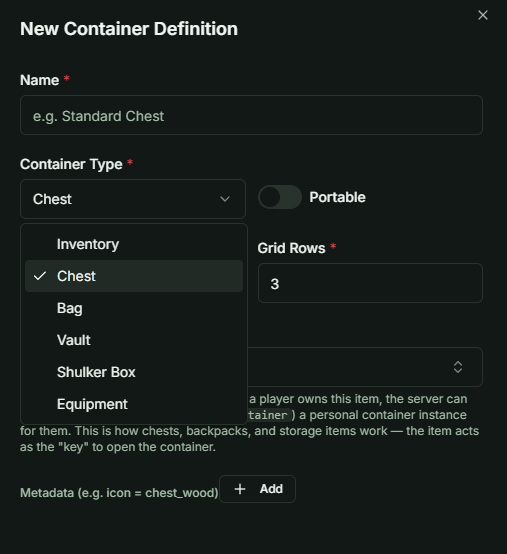 New Container Definition
Name *
e.g. Standard Chest
Container Type *
Chest
Portable
Inventory
Chest
Bag
Vault
Shulker Box
Equipment
Grid Rows *
3
a player owns this item, the server can
tainer ) a personal container instance
for them. This is how chests, backpacks, and storage items work — the item acts
as the "key" to open the container.
Metadata (e.g. icon = chest_wood)
+ Add